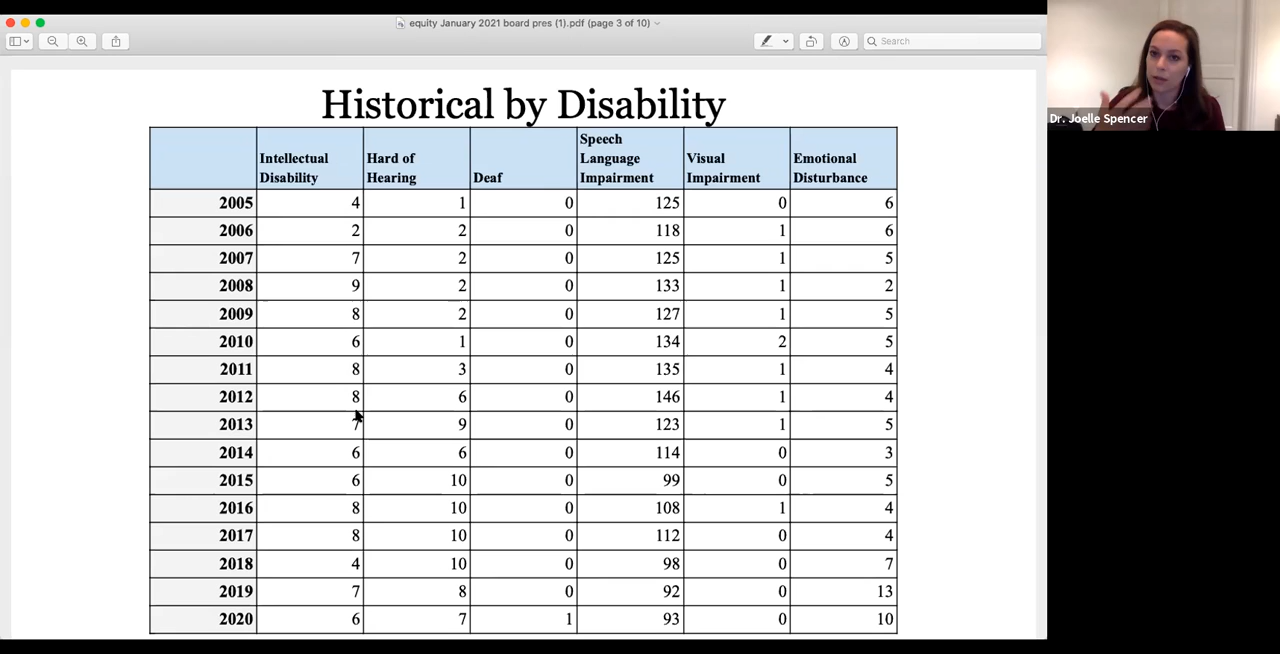 equity January 2021 board pres (1).pdf (page 3 of 10)
Search
Dr. Joelle Spencer
Historical by Disability
Intellectual Disability Hard of Hearing Deaf Speech Language Impairment Visual Impairment Emotional Disturbance
2005 4 1 0 125 0 6
2006 2 2 0 118 1 6
2007 7 2 0 125 1 5
2008 9 2 0 133 1 2
2009 8 2 0 127 1 5
2010 6 1 0 134 2 5
2011 8 3 0 135 1 4
2012 8 6 0 146 1 4
2013 7 9 0 123 1 5
2014 6 6 0 114 0 3
2015 6 10 0 99 0 5
2016 8 10 0 108 1 4
2017 8 10 0 112 0 4
2018 4 10 0 98 0 7
2019 7 8 0 92 0 13
2020 6 7 1 93 0 10